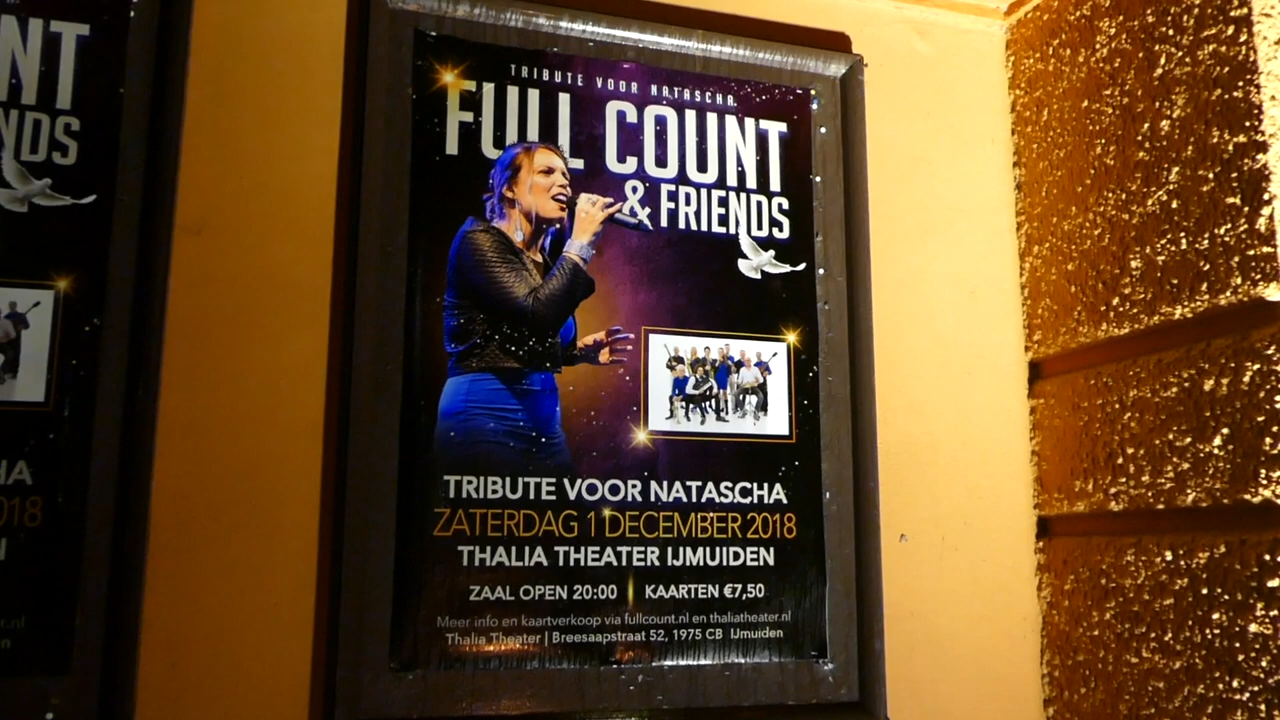 NT
NDS
HA
018
TRIBUTE VOOR NATASCHA
FULL COUNT
& FRIENDS
TRIBUTE VOOR NATASCHA
ZATERDAG 1 DECEMBER 2018
THALIA THEATER IJMUIDEN
ZAAL OPEN 20:00 | KAARTEN €7,50
Meer info en kaartverkoop via fullcount.nl en thaliatheater.nl
Thalia Theater | Breesaapstraat 52, 1975 CB IJmuiden